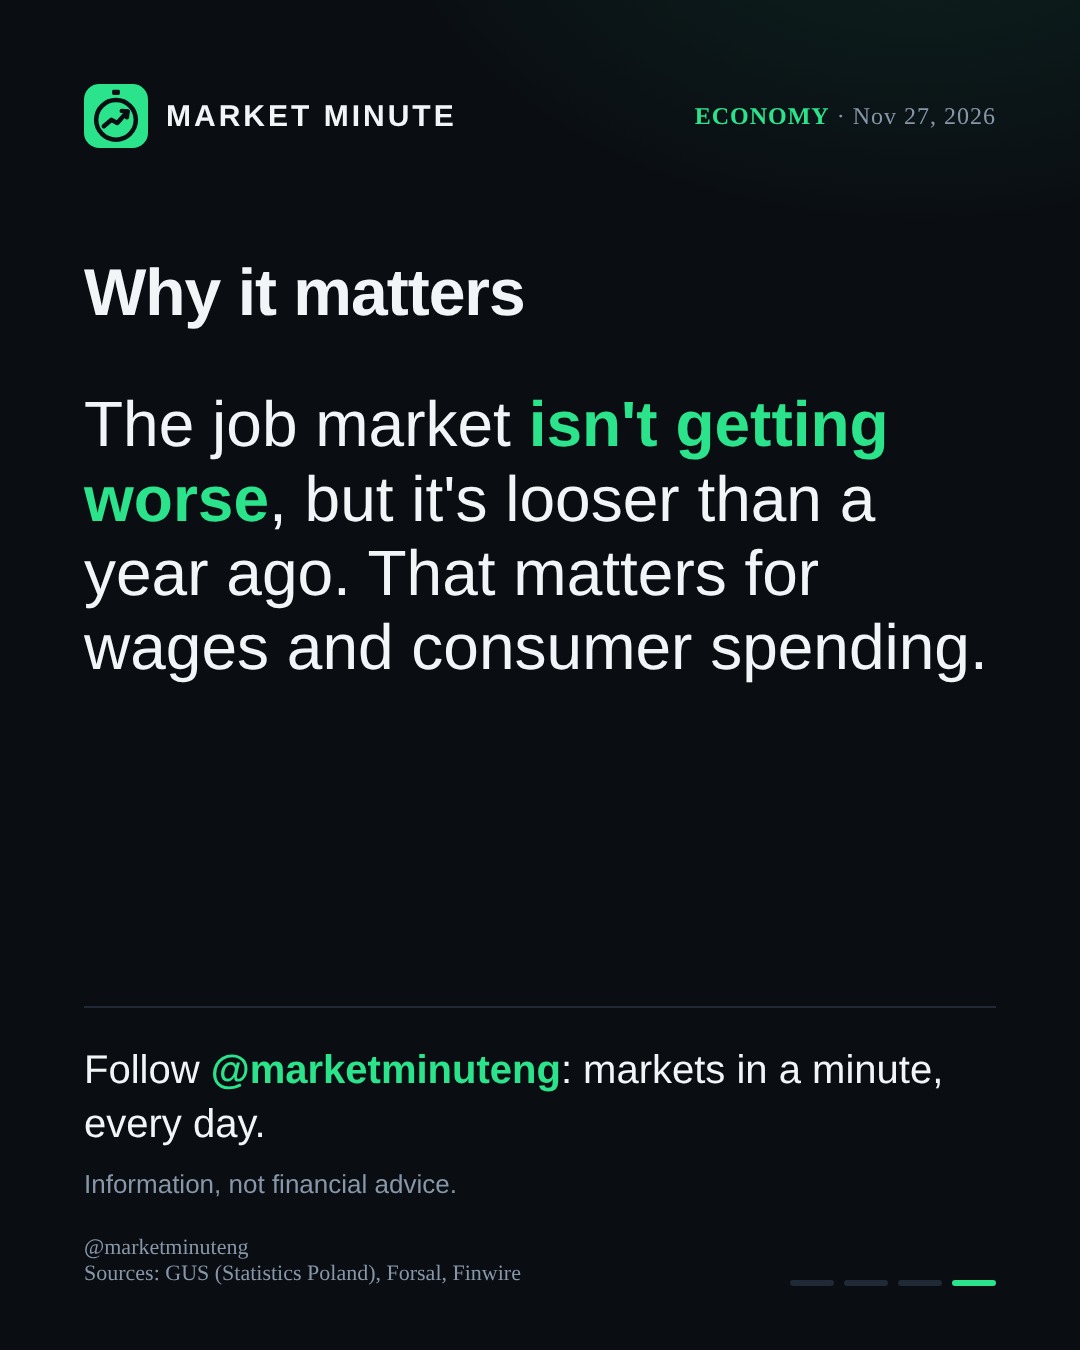 MARKET MINUTE
ECONOMY · Nov 27, 2026
Why it matters
The job market isn't getting
worse, but it's looser than a
year ago. That matters for
wages and consumer spending.
Follow @marketminuteng: markets in a minute,
every day.
Information, not financial advice.
@marketminuteng
Sources: GUS (Statistics Poland), Forsal, Finwire